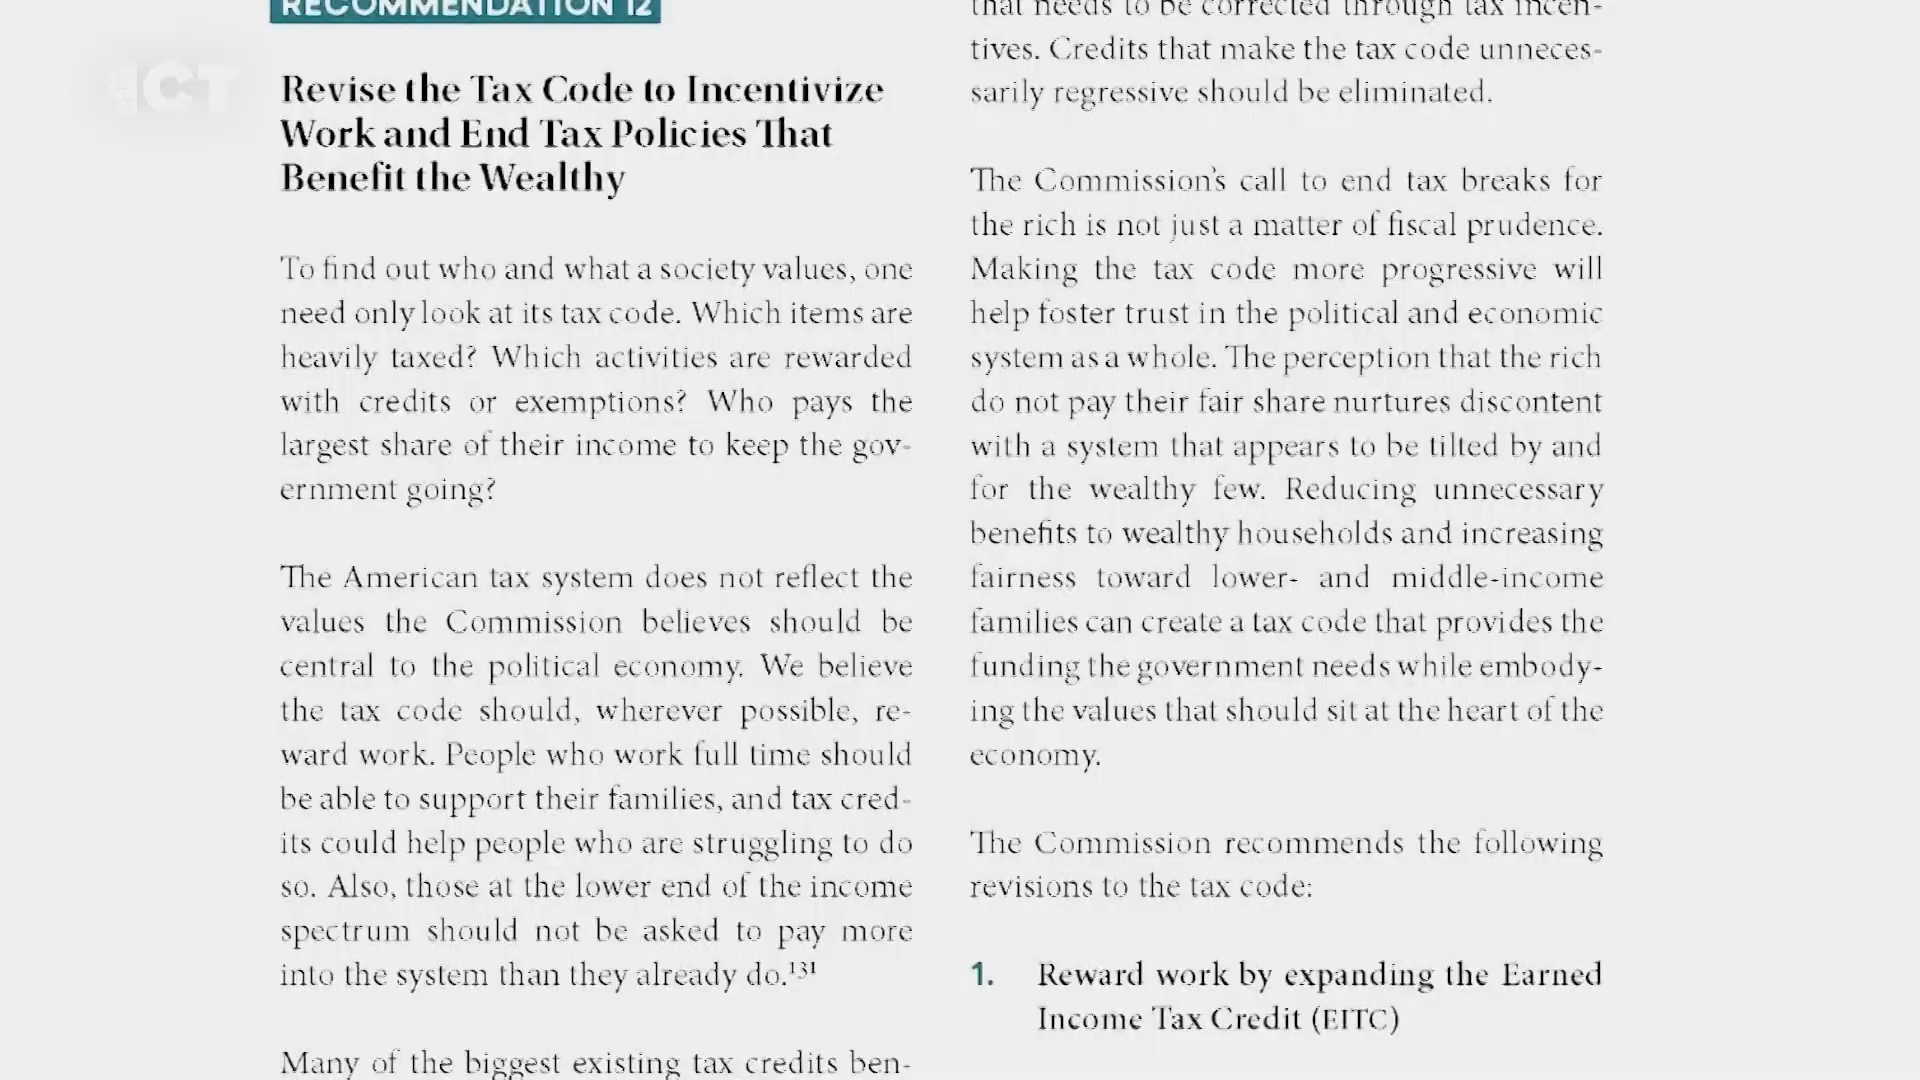 RECOMMENDATION 12
ICT
Revise the Tax Code to Incentivize
Work and End Tax Policies That
Benefit the Wealthy
To find out who and what a society values, one
need only look at its tax code. Which items are
heavily taxed? Which activities are rewarded
with credits or exemptions? Who pays the
largest share of their income to keep the gov-
ernment going?
The American tax system does not reflect the
values the Commission believes should be
central to the political economy. We believe
the tax code should, wherever possible, re-
ward work. People who work full time should
be able to support their families, and tax cred-
its could help people who are struggling to do
so. Also, those at the lower end of the income
spectrum should not be asked to pay more
into the system than they already do.¹³¹
Many of the biggest existing tax credits ben-
that needs to be corrected through tax incen-
tives. Credits that make the tax code unneces-
sarily regressive should be eliminated.
The Commission's call to end tax breaks for
the rich is not just a matter of fiscal prudence.
Making the tax code more progressive will
help foster trust in the political and economic
system as a whole. The perception that the rich
do not pay their fair share nurtures discontent
with a system that appears to be tilted by and
for the wealthy few. Reducing unnecessary
benefits to wealthy households and increasing
fairness toward lower- and middle-income
families can create a tax code that provides the
funding the government needs while embody-
ing the values that should sit at the heart of the
economy.
The Commission recommends the following
revisions to the tax code:
1. Reward work by expanding the Earned
Income Tax Credit (EITC)